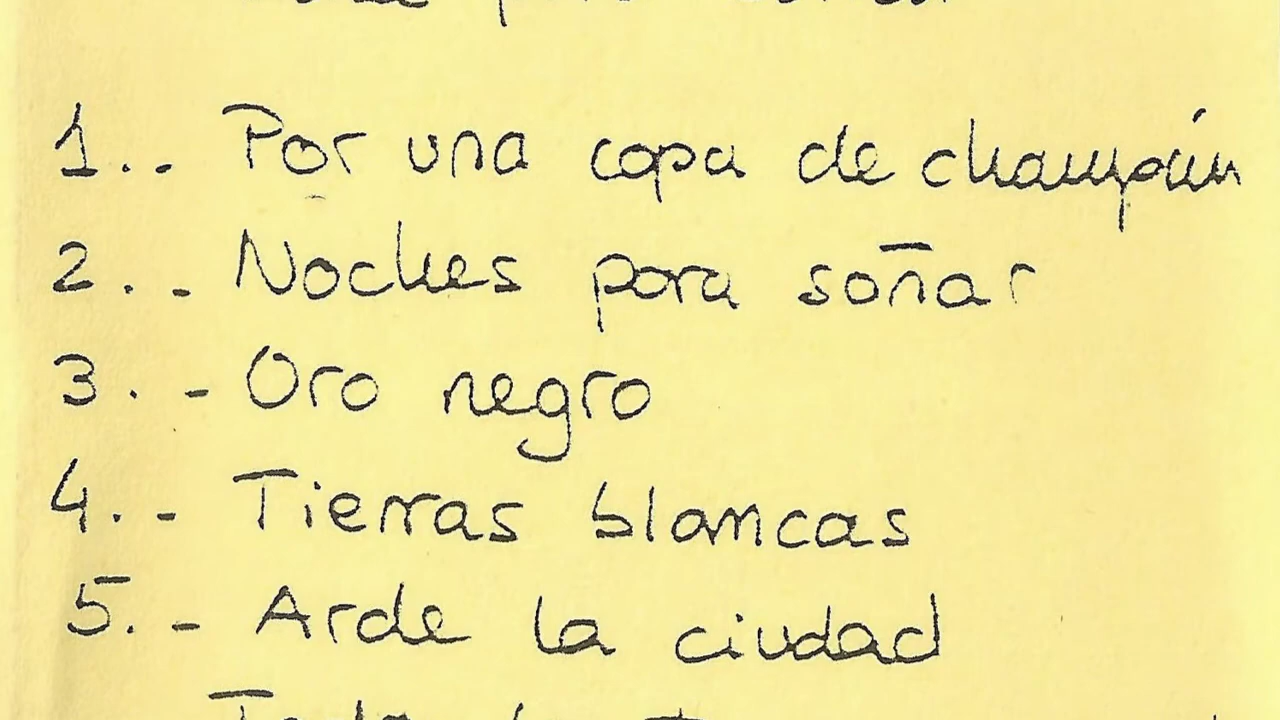 1.- Por una copa de champán
2.- Noches para soñar
3.- Oro negro
4.- Tierras blancas
5.- Arde la ciudad